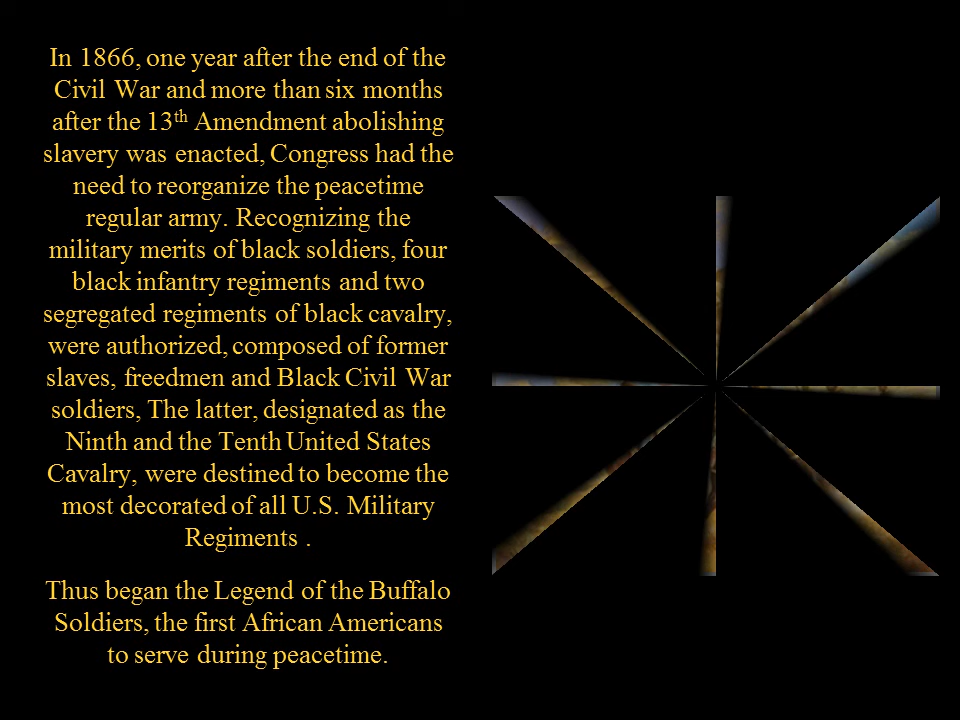 In 1866, one year after the end of the
Civil War and more than six months
after the 13th Amendment abolishing
slavery was enacted, Congress had the
need to reorganize the peacetime
regular army. Recognizing the
military merits of black soldiers, four
black infantry regiments and two
segregated regiments of black cavalry,
were authorized, composed of former
slaves, freedmen and Black Civil War
soldiers, The latter, designated as the
Ninth and the Tenth United States
Cavalry, were destined to become the
most decorated of all U.S. Military
Regiments .
Thus began the Legend of the Buffalo
Soldiers, the first African Americans
to serve during peacetime.